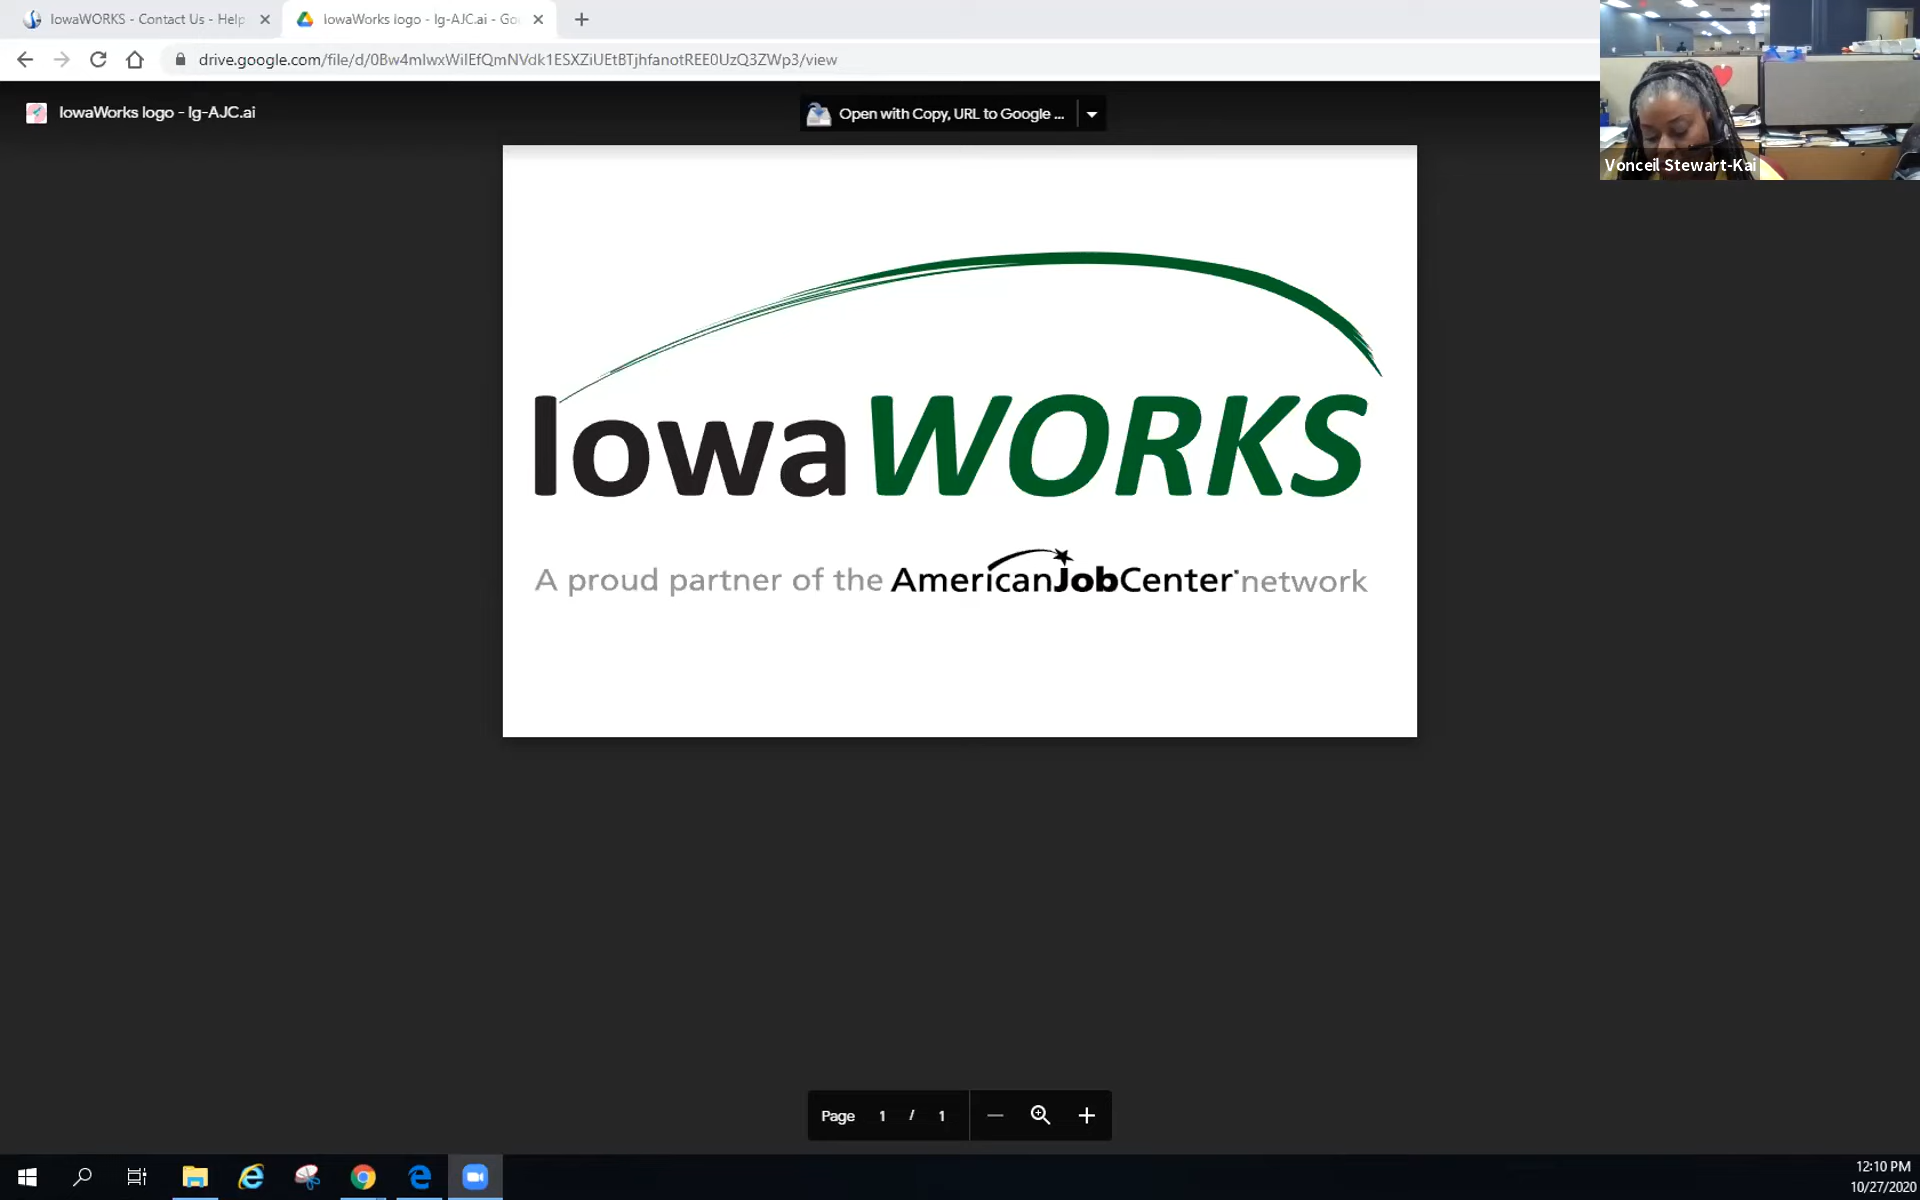 IowaWORKS - Contact Us - Help
IowaWorks logo - lg-AJC.ai - Go
drive.google.com/file/d/0Bw4mlwxWilEfQmNVdk1ESXZiUEtBTjhfanotREE0UzQ3ZWp3/view
IowaWorks logo - lg-AJC.ai
Open with Copy, URL to Google ...
Vonceil Stewart-Kai
IowaWORKS
A proud partner of the AmericanJobCenter network
Page 1 / 1
12:10 PM
10/27/2020